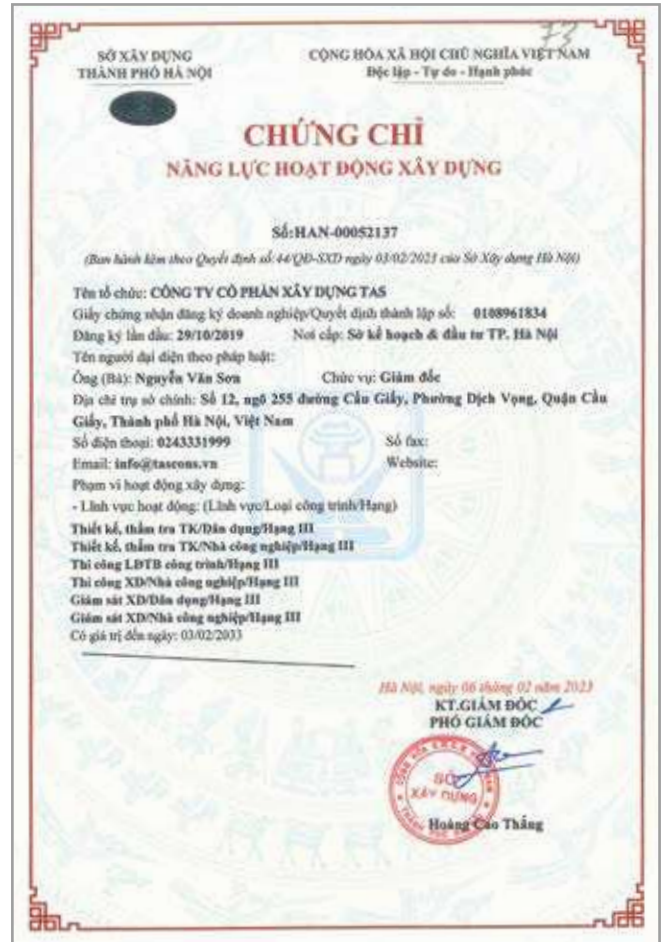 73
SỞ XÂY DỰNG
THÀNH PHỐ HÀ NỘI
CỘNG HÒA XÃ HỘI CHỦ NGHĨA VIỆT NAM
Độc lập - Tự do - Hạnh phúc
CHỨNG CHỈ
NĂNG LỰC HOẠT ĐỘNG XÂY DỰNG
Số:HAN-00052137
(Ban hành kèm theo Quyết định số:44/QĐ-SXD ngày 03/02/2023 của Sở Xây dựng Hà Nội)
Tên tổ chức: CÔNG TY CỔ PHẦN XÂY DỰNG TAS
Giấy chứng nhận đăng ký doanh nghiệp/Quyết định thành lập số: 0108961834
Đăng ký lần đầu: 29/10/2019 Nơi cấp: Sở kế hoạch & đầu tư TP. Hà Nội
Tên người đại diện theo pháp luật:
Ông (Bà): Nguyễn Văn Sơn Chức vụ: Giám đốc
Địa chỉ trụ sở chính: Số 12, ngõ 255 đường Cầu Giấy, Phường Dịch Vọng, Quận Cầu
Giấy, Thành phố Hà Nội, Việt Nam
Số điện thoại: 0243331999 Số fax:
Email: info@tascons.vn Website:
Phạm vi hoạt động xây dựng:
- Lĩnh vực hoạt động: (Lĩnh vực/Loại công trình/Hạng)
Thiết kế, thẩm tra TK/Dân dụng/Hạng III
Thiết kế, thẩm tra TK/Nhà công nghiệp/Hạng III
Thi công LĐTB công trình/Hạng III
Thi công XD/Nhà công nghiệp/Hạng III
Giám sát XD/Dân dụng/Hạng III
Giám sát XD/Nhà công nghiệp/Hạng III
Có giá trị đến ngày: 03/02/2033
Hà Nội, ngày 06 tháng 02 năm 2023
KT.GIÁM ĐỐC
PHÓ GIÁM ĐỐC
SỞ
XÂY DỰNG
Hoàng Cao Thắng